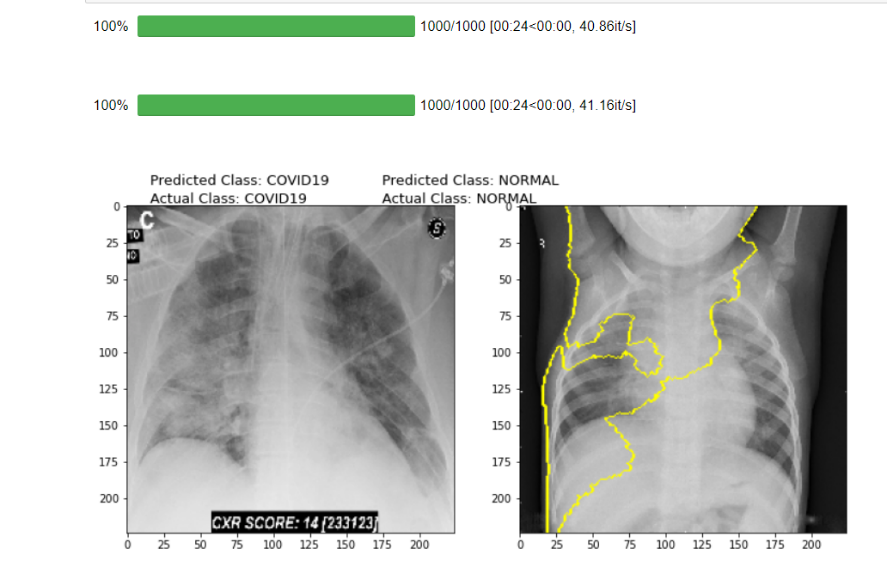 100% 1000/1000 [00:24<00:00, 40.86it/s]
100% 1000/1000 [00:24<00:00, 41.16it/s]
Predicted Class: COVID19
Actual Class: COVID19
Predicted Class: NORMAL
Actual Class: NORMAL
0
25
50
75
100
125
150
175
200
C
TO
S
CXR SCORE: 14 [233123]
0 25 50 75 100 125 150 175 200
0
25
50
75
100
125
150
175
200
R
0 25 50 75 100 125 150 175 200